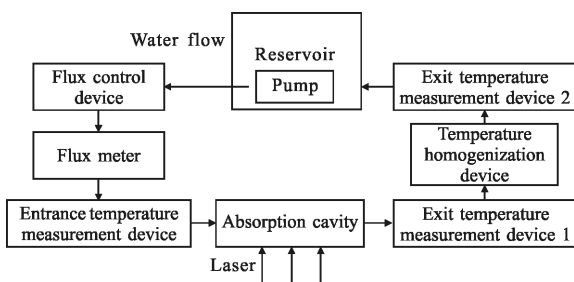 Water flow
Reservoir
Pump
Flux control
device
Exit temperature
measurement device 2
Flux meter
Temperature
homogenization
device
Entrance temperature
measurement device
Absorption cavity
Exit temperature
measurement device 1
Laser